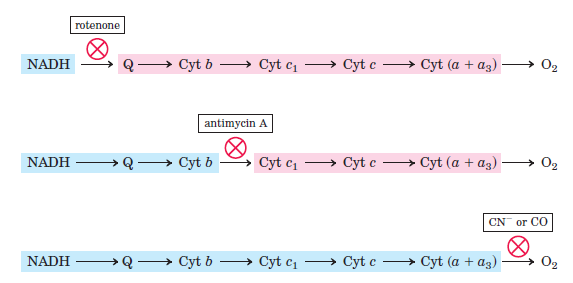 rotenone
NADH → Q → Cyt b → Cyt c₁ → Cyt c → Cyt (a + a₃) → O₂
antimycin A
NADH → Q → Cyt b → Cyt c₁ → Cyt c → Cyt (a + a₃) → O₂
CN⁻ or CO
NADH → Q → Cyt b → Cyt c₁ → Cyt c → Cyt (a + a₃) → O₂